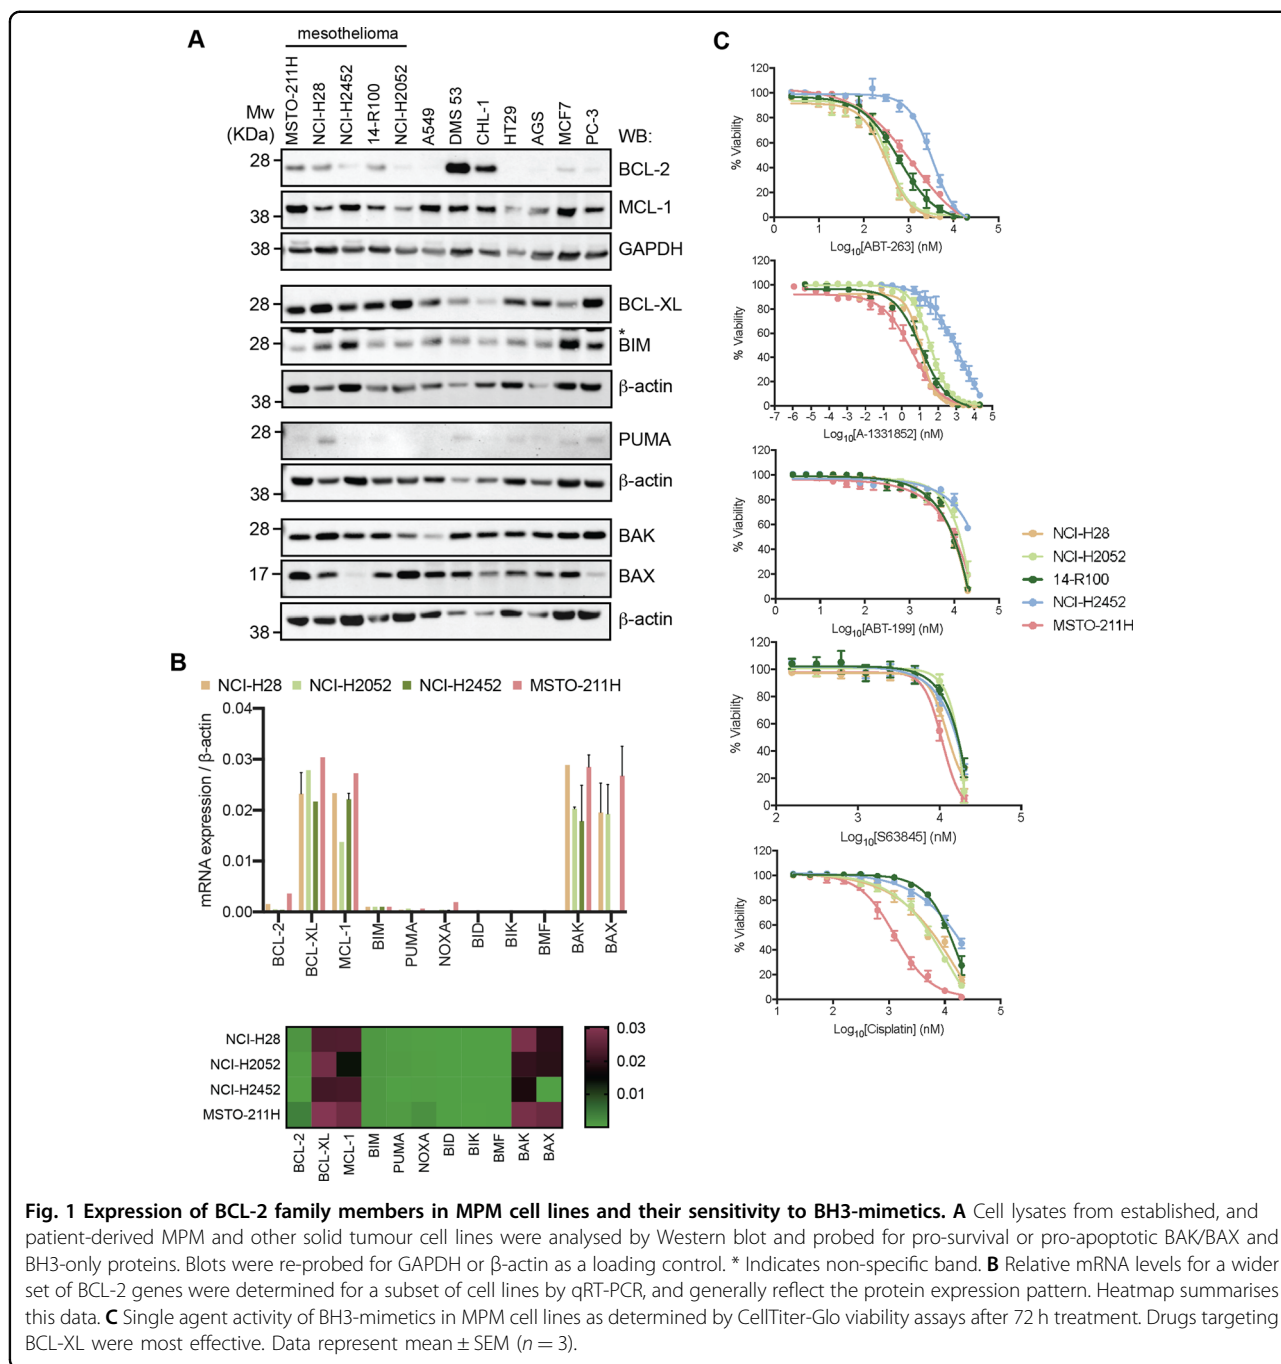 A
mesothelioma
Mw
(KDa)
MSTO-211H
NCI-H28
NCI-H2452
14-R100
NCI-H2052
A549
DMS 53
CHL-1
HT29
AGS
MCF7
PC-3
WB:
28
BCL-2
38
MCL-1
38
GAPDH
28
BCL-XL
*
28
BIM
38
β-actin
28
PUMA
38
β-actin
28
BAK
17
BAX
38
β-actin
B
NCI-H28 NCI-H2052 NCI-H2452 MSTO-211H
mRNA expression / β-actin
0.04
0.03
0.02
0.01
0.00
BCL-2
BCL-XL
MCL-1
BIM
PUMA
NOXA
BID
BIK
BMF
BAK
BAX
NCI-H28
NCI-H2052
NCI-H2452
MSTO-211H
BCL-2
BCL-XL
MCL-1
BIM
PUMA
NOXA
BID
BIK
BMF
BAK
BAX
0.03
0.02
0.01
C
% Viability
120
100
80
60
40
20
0
0 1 2 3 4 5
Log10[ABT-263] (nM)
% Viability
120
100
80
60
40
20
0
-7 -6 -5 -4 -3 -2 -1 0 1 2 3 4 5
Log10[A-1331852] (nM)
% Viability
120
100
80
60
40
20
0
0 1 2 3 4 5
Log10[ABT-199] (nM)
% Viability
120
100
80
60
40
20
0
2 3 4 5
Log10[S63845] (nM)
% Viability
120
100
80
60
40
20
0
1 2 3 4 5
Log10[Cisplatin] (nM)
NCI-H28
NCI-H2052
14-R100
NCI-H2452
MSTO-211H
Fig. 1 Expression of BCL-2 family members in MPM cell lines and their sensitivity to BH3-mimetics. A Cell lysates from established, and
patient-derived MPM and other solid tumour cell lines were analysed by Western blot and probed for pro-survival or pro-apoptotic BAK/BAX and
BH3-only proteins. Blots were re-probed for GAPDH or β-actin as a loading control. * Indicates non-specific band. B Relative mRNA levels for a wider
set of BCL-2 genes were determined for a subset of cell lines by qRT-PCR, and generally reflect the protein expression pattern. Heatmap summarises
this data. C Single agent activity of BH3-mimetics in MPM cell lines as determined by CellTiter-Glo viability assays after 72 h treatment. Drugs targeting
BCL-XL were most effective. Data represent mean ± SEM (n = 3).